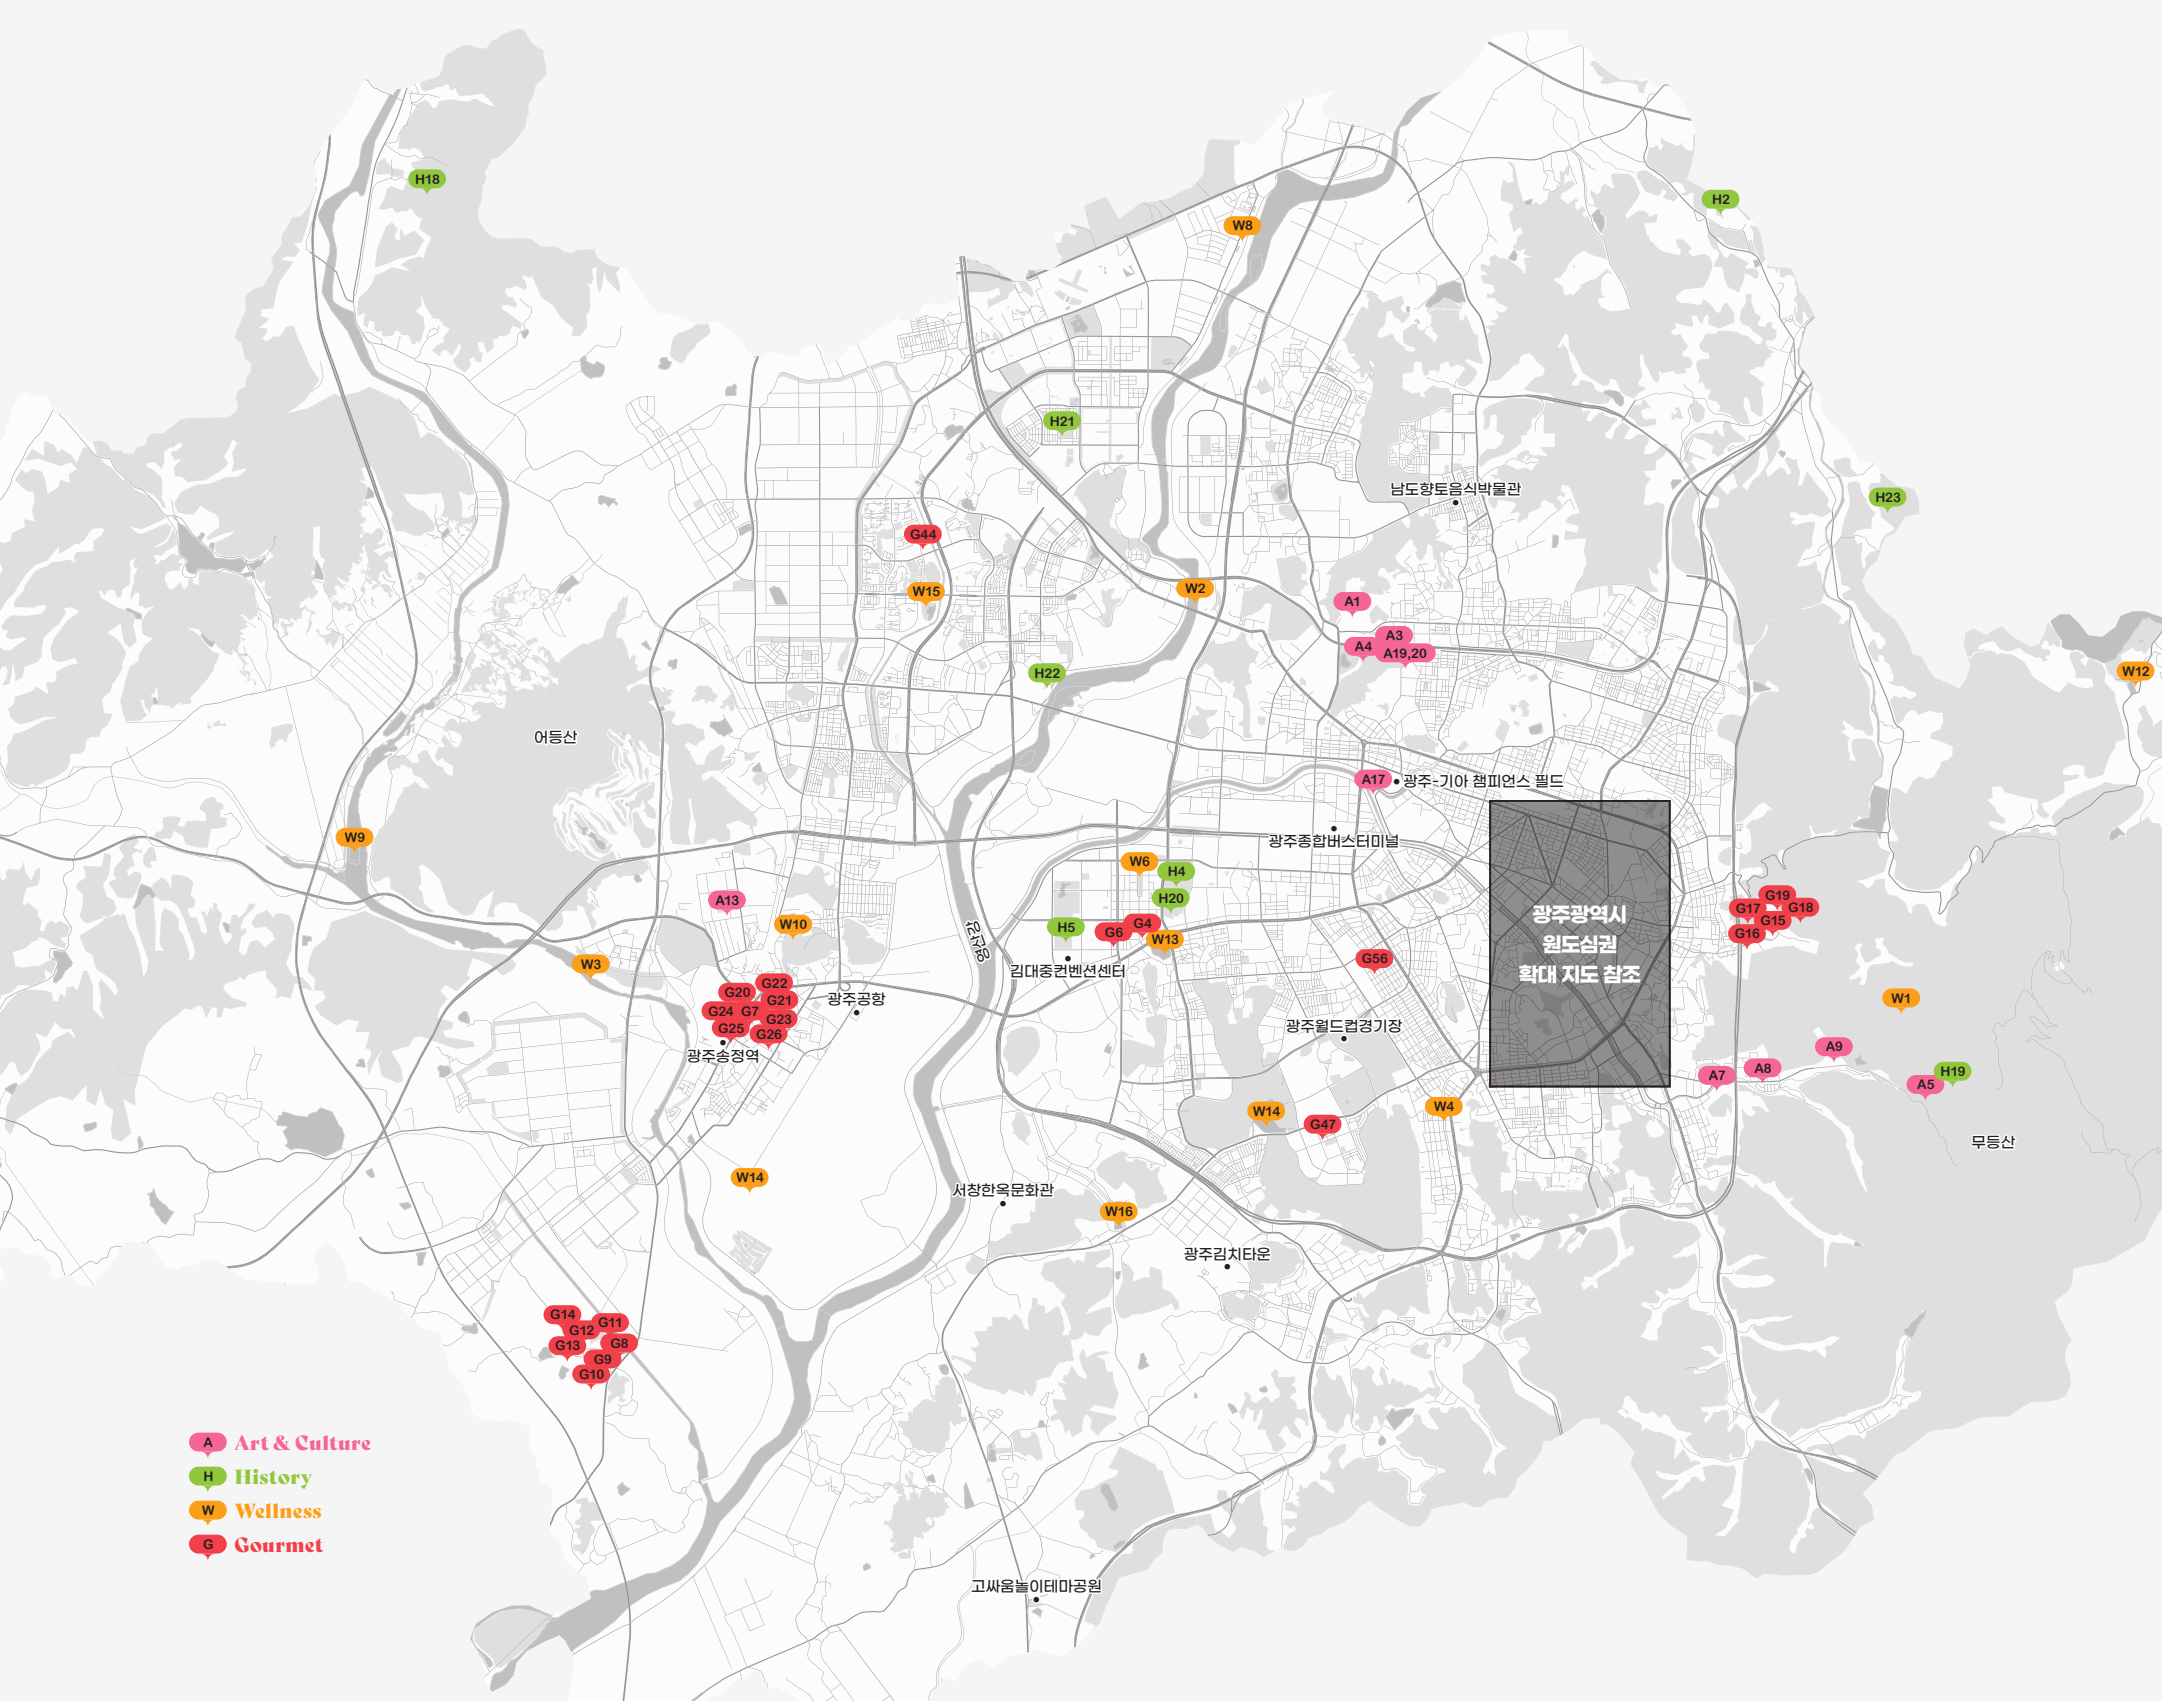 H18
H2
W8
H21
남도향토음식박물관
H23
G44
W15
W2
A1
A3
A4
A19,20
H22
W12
어등산
A17
광주-기아 챔피언스 필드
광주종합버스터미널
W9
W6
H4
H20
A13
W10
영산강
H5
G4
G6
W13
김대중컨벤션센터
G56
광주광역시
원도심권
확대 지도 참조
G19
G17
G18
G15
G16
W3
G22
G20
G21
G24
G7
G23
G25
G26
광주공항
광주송정역
W1
광주월드컵경기장
A9
A8
A7
H19
A5
W14
G47
W4
무등산
W14
서창한옥문화관
W16
광주김치타운
G14
G11
G12
G8
G13
G9
G10
A Art & Culture
H History
W Wellness
G Gourmet
고싸움놀이테마공원